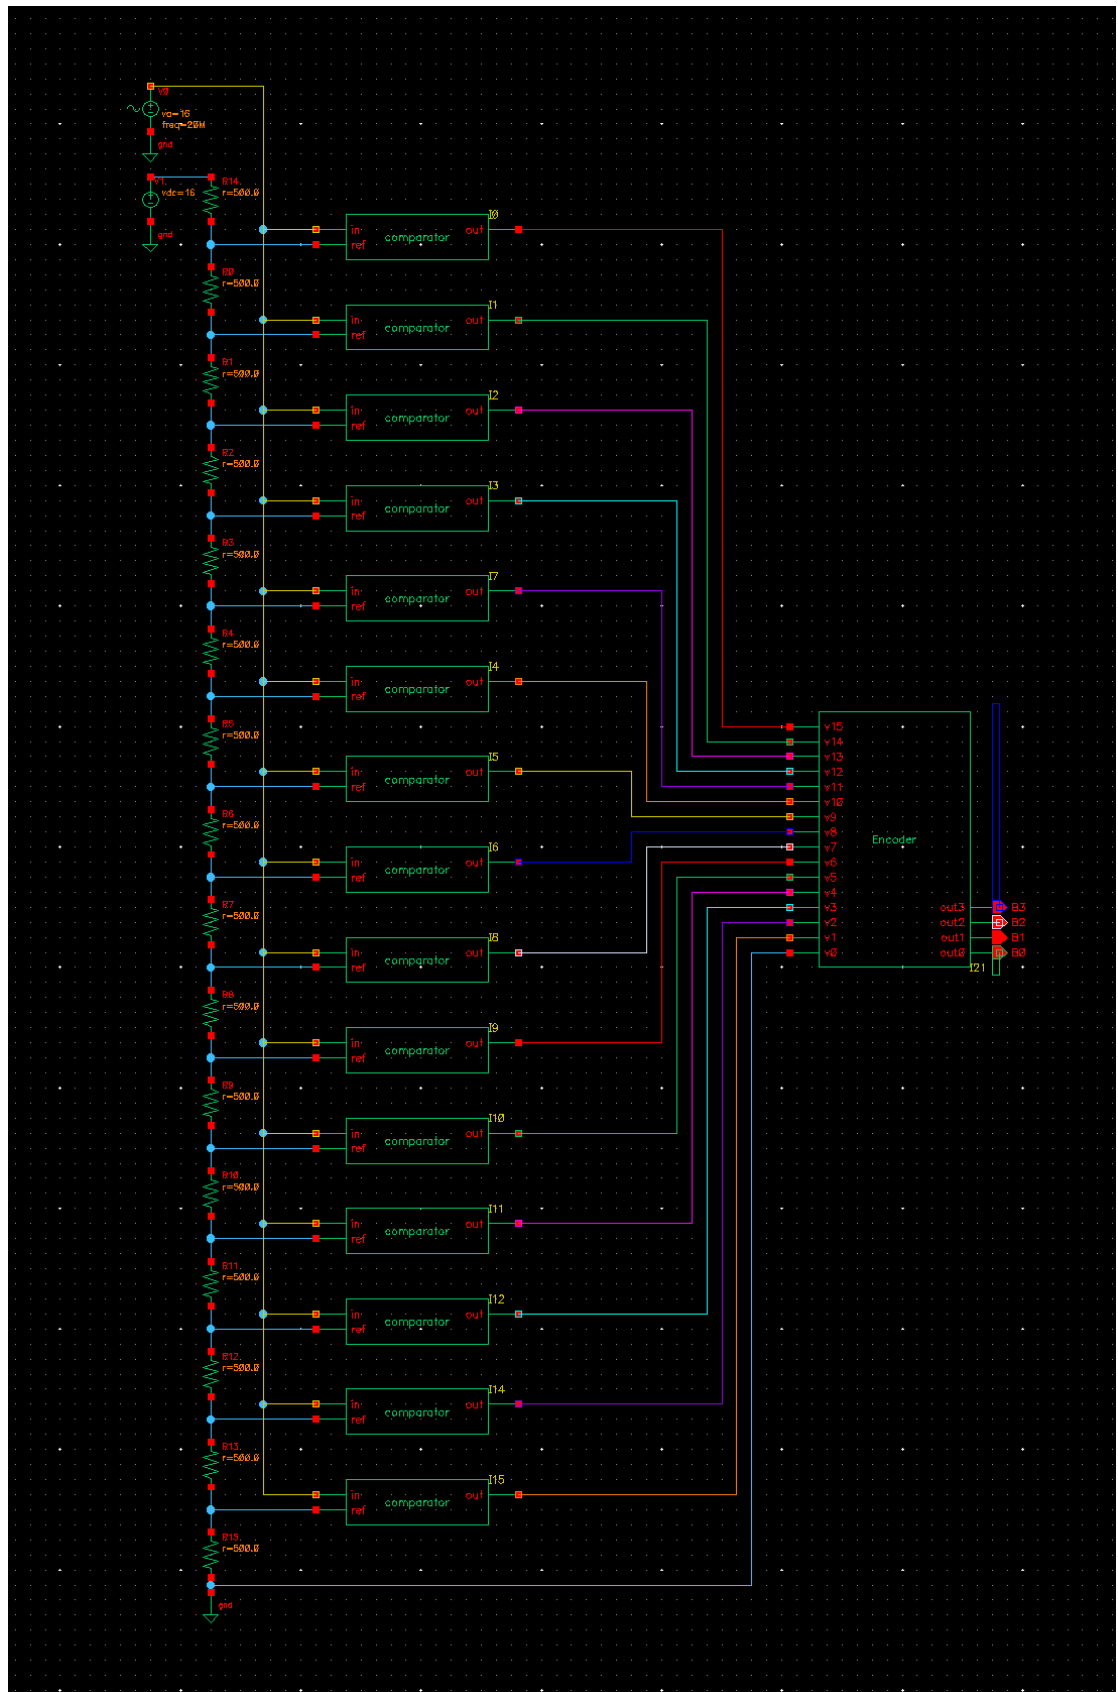 V0
va=16
freq=20M
gnd
V1
vdc=16
gnd
R14
r=500.0
I0
in
ref
comparator
out
R0
r=500.0
I1
in
ref
comparator
out
R1
r=500.0
I2
in
ref
comparator
out
R2
r=500.0
I3
in
ref
comparator
out
R3
r=500.0
I7
in
ref
comparator
out
R4
r=500.0
I4
in
ref
comparator
out
R5
r=500.0
I5
in
ref
comparator
out
R6
r=500.0
I6
in
ref
comparator
out
R7
r=500.0
I8
in
ref
comparator
out
R8
r=500.0
I9
in
ref
comparator
out
R9
r=500.0
I10
in
ref
comparator
out
R10
r=500.0
I11
in
ref
comparator
out
R11
r=500.0
I12
in
ref
comparator
out
R12
r=500.0
I14
in
ref
comparator
out
R13
r=500.0
I15
in
ref
comparator
out
R15
r=500.0
gnd
v15
v14
v13
v12
v11
v10
v9
v8
v7
v6
v5
v4
v3
v2
v1
v0
Encoder
out3 B3
out2 B2
out1 B1
out0 B0
I21